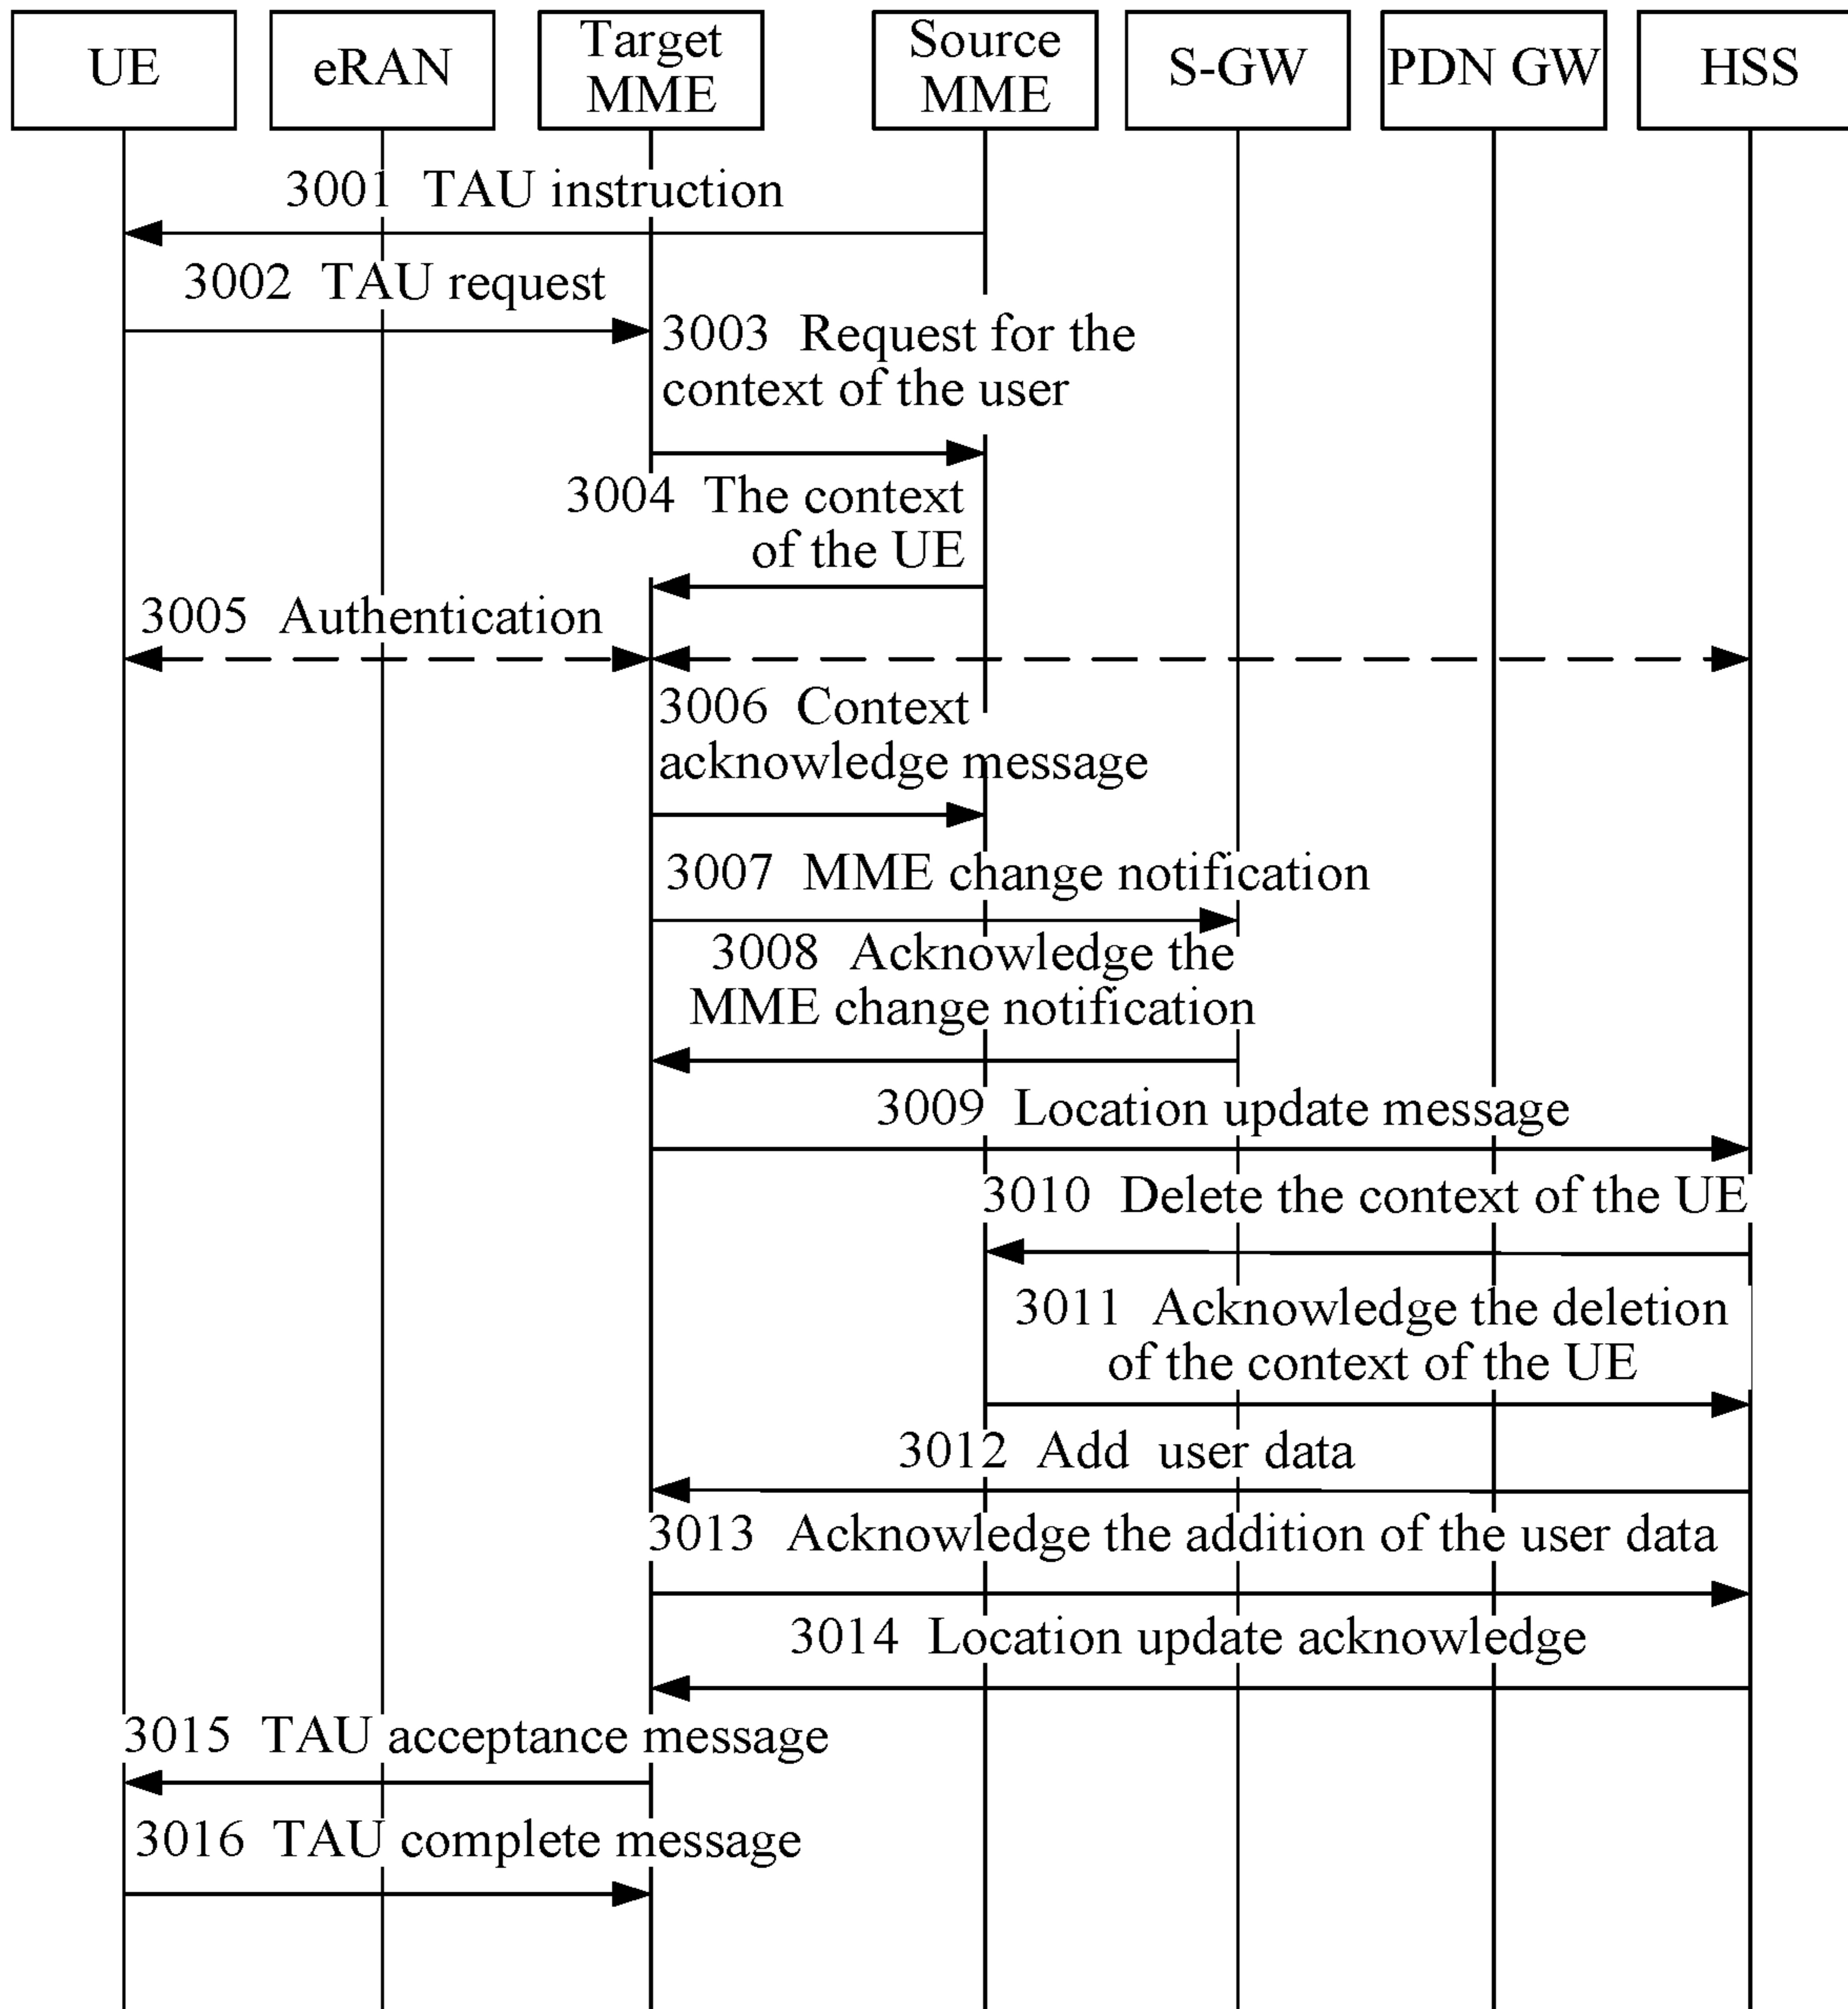 UE
eRAN
Target
MME
Source
MME
S-GW
PDN GW
HSS
3001 TAU instruction
3002 TAU request
3003 Request for the
context of the user
3004 The context
of the UE
3005 Authentication
3006 Context
acknowledge message
3007 MME change notification
3008 Acknowledge the
MME change notification
3009 Location update message
3010 Delete the context of the UE
3011 Acknowledge the deletion
of the context of the UE
3012 Add user data
3013 Acknowledge the addition of the user data
3014 Location update acknowledge
3015 TAU acceptance message
3016 TAU complete message